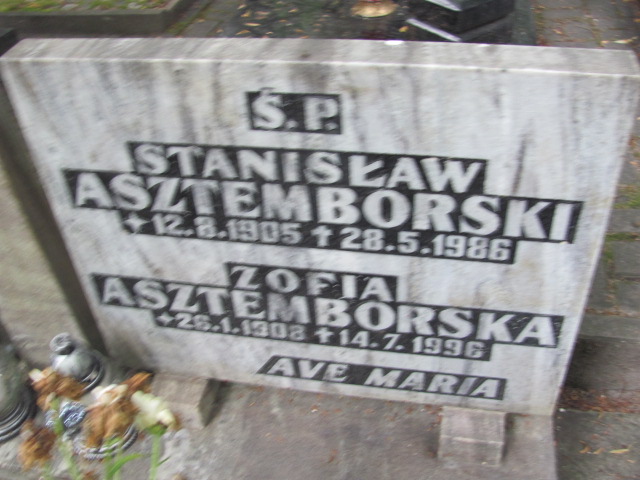 Ś. P.
STANISŁAW
ASZTEMBORSKI
+12.8.1905 +28.5.1986
ZOFIA
ASZTEMBORSKA
+26.1.1908 +14.7.1996
AVE MARIA